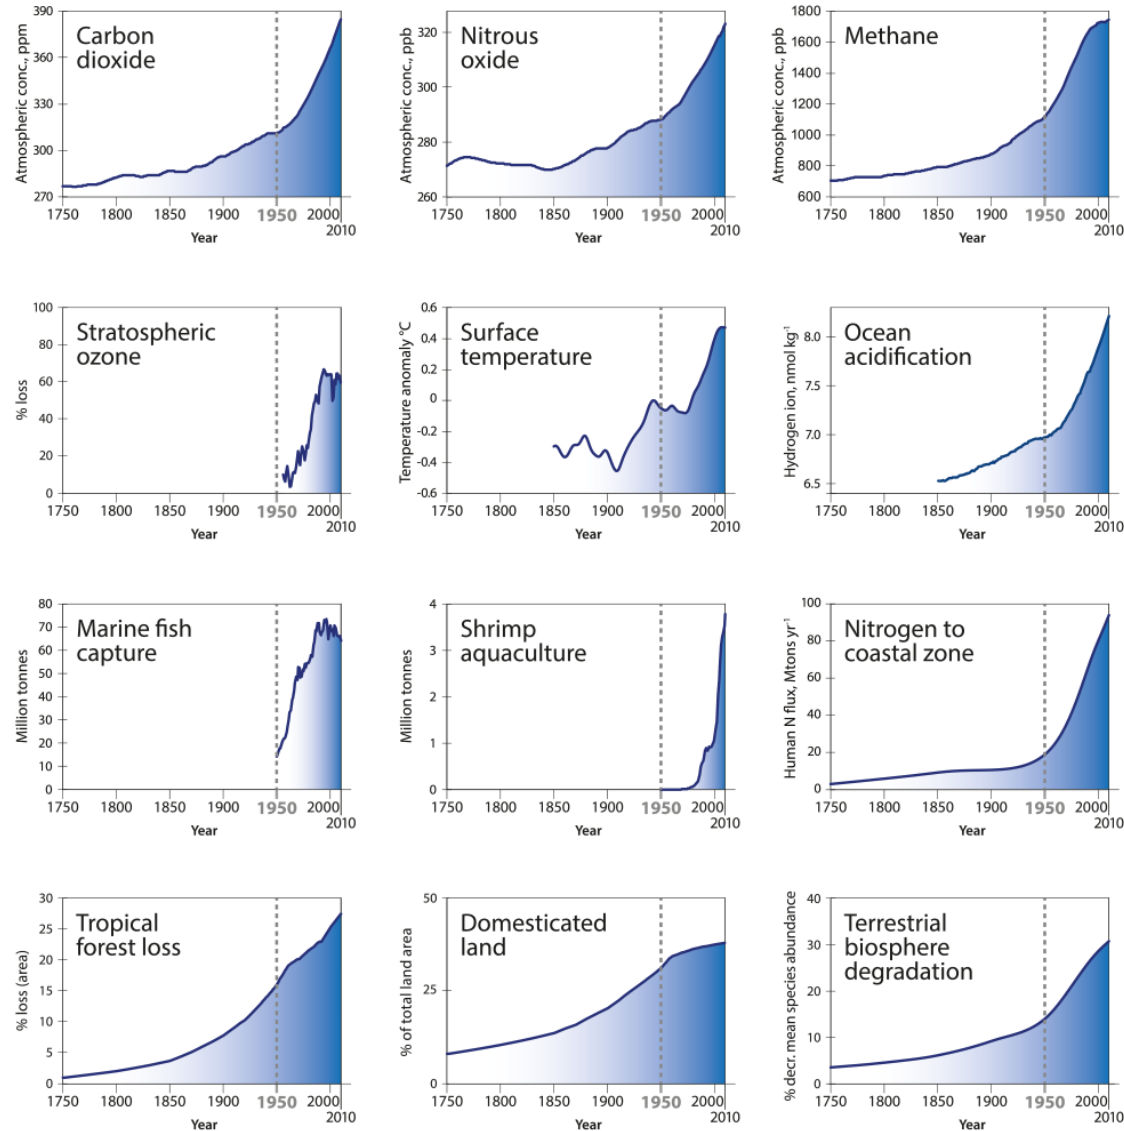 Carbon
dioxide
Atmospheric conc., ppm
390
360
330
300
270
1750 1800 1850 1900 1950 2000
2010
Year
Nitrous
oxide
Atmospheric conc., ppb
320
300
280
260
1750 1800 1850 1900 1950 2000
2010
Year
Methane
Atmospheric conc., ppb
1800
1600
1400
1200
1000
800
600
1750 1800 1850 1900 1950 2000
2010
Year
Stratospheric
ozone
% loss
100
80
60
40
20
0
1750 1800 1850 1900 1950 2000
2010
Year
Surface
temperature
Temperature anomaly °C
0.6
0.4
0.2
0
-0.2
-0.4
-0.6
1750 1800 1850 1900 1950 2000
2010
Year
Ocean
acidification
Hydrogen ion, nmol kg⁻¹
8.0
7.5
7.0
6.5
1750 1800 1850 1900 1950 2000
2010
Year
Marine fish
capture
Million tonnes
80
70
60
50
40
30
20
10
0
1750 1800 1850 1900 1950 2000
2010
Year
Shrimp
aquaculture
Million tonnes
4
3
2
1
0
1750 1800 1850 1900 1950 2000
2010
Year
Nitrogen to
coastal zone
Human N flux, Mtons yr⁻¹
100
80
60
40
20
0
1750 1800 1850 1900 1950 2000
2010
Year
Tropical
forest loss
% loss (area)
30
25
20
15
10
5
0
1750 1800 1850 1900 1950 2000
2010
Year
Domesticated
land
% of total land area
50
25
0
1750 1800 1850 1900 1950 2000
2010
Year
Terrestrial
biosphere
degradation
% decr. mean species abundance
40
30
20
10
0
1750 1800 1850 1900 1950 2000
2010
Year